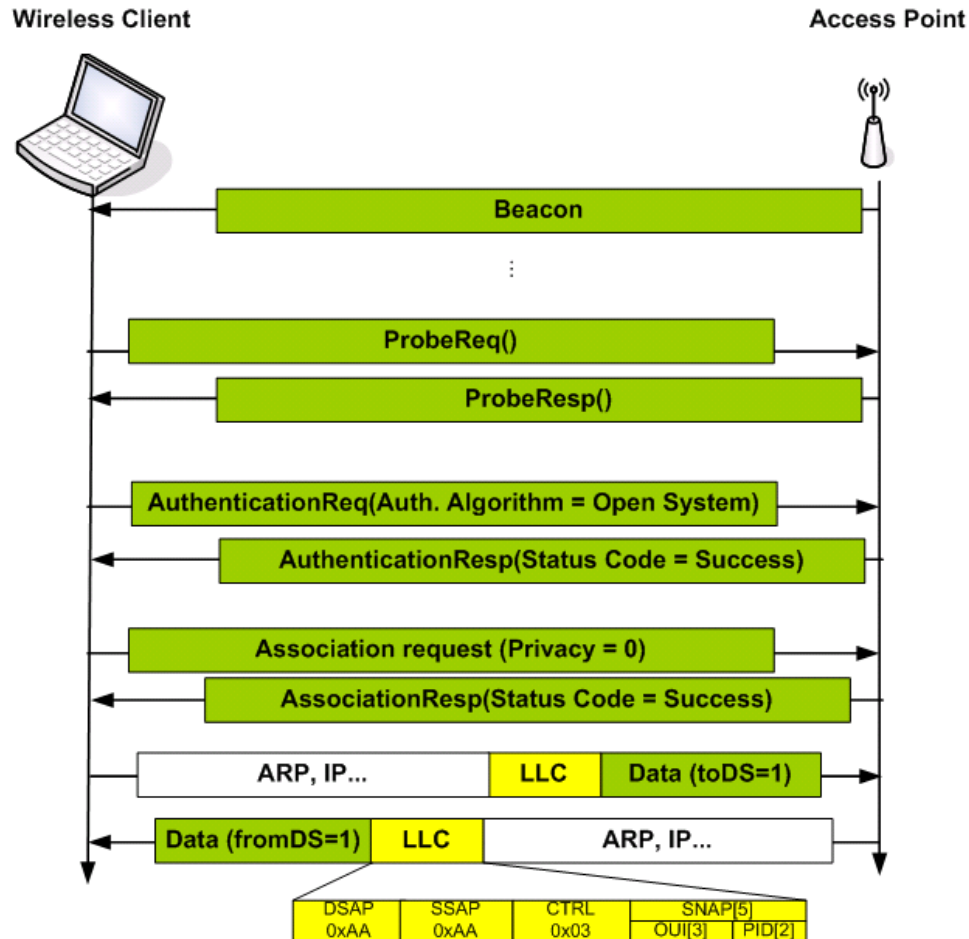 Wireless Client
Access Point
Beacon
ProbeReq()
ProbeResp()
AuthenticationReq(Auth. Algorithm = Open System)
AuthenticationResp(Status Code = Success)
Association request (Privacy = 0)
AssociationResp(Status Code = Success)
ARP, IP... LLC Data (toDS=1)
Data (fromDS=1) LLC ARP, IP...
DSAP SSAP CTRL SNAP[5]
0xAA 0xAA 0x03 OUI[3] PID[2]